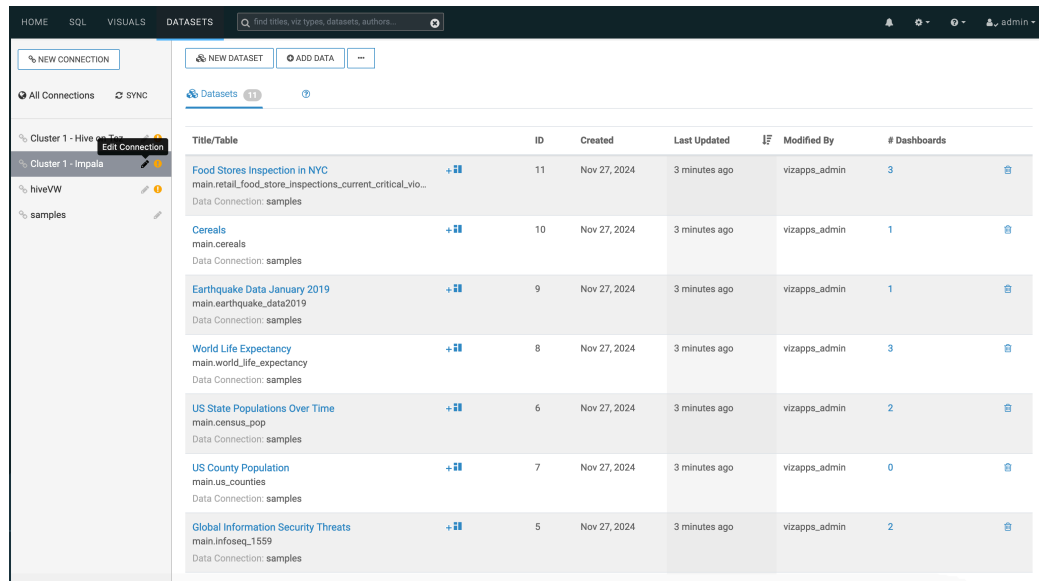 HOME SQL VISUALS DATASETS find titles, viz types, datasets, authors... admin
NEW CONNECTION
All Connections SYNC
Cluster 1 - Hive on Tez
Edit Connection
Cluster 1 - Impala
hiveVW
samples
NEW DATASET ADD DATA ...
Datasets 11
Title/Table ID Created Last Updated Modified By # Dashboards
Food Stores Inspection in NYC 11 Nov 27, 2024 3 minutes ago vizapps_admin 3
main.retail_food_store_inspections_current_critical_vio...
Data Connection: samples
Cereals 10 Nov 27, 2024 3 minutes ago vizapps_admin 1
main.cereals
Data Connection: samples
Earthquake Data January 2019 9 Nov 27, 2024 3 minutes ago vizapps_admin 1
main.earthquake_data2019
Data Connection: samples
World Life Expectancy 8 Nov 27, 2024 3 minutes ago vizapps_admin 3
main.world_life_expectancy
Data Connection: samples
US State Populations Over Time 6 Nov 27, 2024 3 minutes ago vizapps_admin 2
main.census_pop
Data Connection: samples
US County Population 7 Nov 27, 2024 3 minutes ago vizapps_admin 0
main.us_counties
Data Connection: samples
Global Information Security Threats 5 Nov 27, 2024 3 minutes ago vizapps_admin 2
main.infoseq_1559
Data Connection: samples